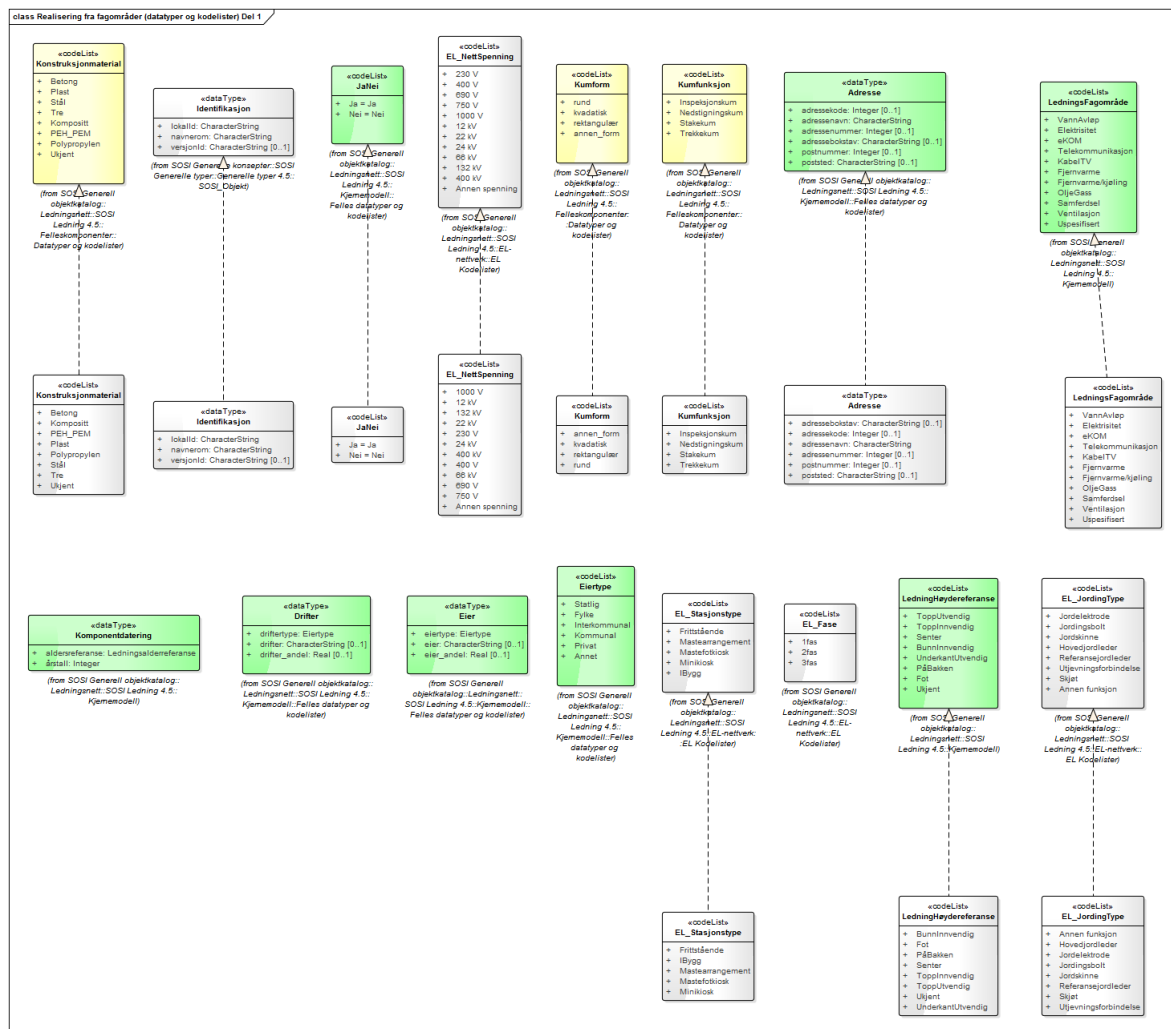 class Realisering fra fagområder (datatyper og kodelister) Del 1
«codeList»
Konstruksjonmaterial
+ Betong
+ Plast
+ Stål
+ Tre
+ Kompositt
+ PEH_PEM
+ Polypropylen
+ Ukjent
(from SOSI Generell
objektkatalog::
Ledningsnett::SOSI
Ledning 4.5::
Felleskomponenter::
Datatyper og kodelister)
«dataType»
Identifikasjon
+ lokalId: CharacterString
+ navnerom: CharacterString
+ versjonId: CharacterString [0..1]
(from SOSI Generelle konsepter::SOSI
Generelle typer::Generelle typer 4.5::
SOSI_Objekt)
«codeList»
JaNei
+ Ja = Ja
+ Nei = Nei
(from SOSI Generell
objektkatalog::
Ledningsnett::SOSI
Ledning 4.5::
Kjernemodell::Felles
datatyper og
kodelister)
«codeList»
EL_NettSpenning
+ 230 V
+ 400 V
+ 690 V
+ 750 V
+ 1000 V
+ 12 kV
+ 22 kV
+ 24 kV
+ 66 kV
+ 132 kV
+ 400 kV
+ Annen spenning
(from SOSI Generell
objektkatalog::
Ledningsnett::SOSI
Ledning 4.5::EL-
nettverk::EL
Kodelister)
«codeList»
Kumform
+ rund
+ kvadatisk
+ rektangulær
+ annen_form
(from SOSI Generell
objektkatalog::
Ledningsnett::SOSI
Ledning 4.5::
Felleskomponenter:
:Datatyper og
kodelister)
«codeList»
Kumfunksjon
+ Inspeksjonskum
+ Nedstigningskum
+ Stakekum
+ Trekkekum
(from SOSI Generell
objektkatalog::
Ledningsnett::SOSI
Ledning 4.5::
Felleskomponenter::
Datatyper og
kodelister)
«dataType»
Adresse
+ adressekode: Integer [0..1]
+ adressenavn: CharacterString
+ adressenummer: Integer [0..1]
+ adressebokstav: CharacterString [0..1]
+ postnummer: Integer [0..1]
+ poststed: CharacterString [0..1]
(from SOSI Generell objektkatalog::
Ledningsnett::SOSI Ledning 4.5::
Kjernemodell::Felles datatyper og
kodelister)
«codeList»
LedningsFagområde
+ VannAvløp
+ Elektrisitet
+ eKOM
+ Telekommunikasjon
+ KabelTV
+ Fjernvarme
+ Fjernvarme/kjøling
+ OljeGass
+ Samferdsel
+ Ventilasjon
+ Uspesifisert
(from SOSI Generell
objektkatalog::
Ledningsnett::SOSI
Ledning 4.5::
Kjernemodell)
«codeList»
Konstruksjonmaterial
+ Betong
+ Kompositt
+ PEH_PEM
+ Plast
+ Polypropylen
+ Stål
+ Tre
+ Ukjent
«dataType»
Identifikasjon
+ lokalId: CharacterString
+ navnerom: CharacterString
+ versjonId: CharacterString [0..1]
«codeList»
JaNei
+ Ja = Ja
+ Nei = Nei
«codeList»
EL_NettSpenning
+ 1000 V
+ 12 kV
+ 132 kV
+ 22 kV
+ 230 V
+ 24 kV
+ 400 kV
+ 400 V
+ 66 kV
+ 690 V
+ 750 V
+ Annen spenning
«codeList»
Kumform
+ annen_form
+ kvadatisk
+ rektangulær
+ rund
«codeList»
Kumfunksjon
+ Inspeksjonskum
+ Nedstigningskum
+ Stakekum
+ Trekkekum
«dataType»
Adresse
+ adressebokstav: CharacterString [0..1]
+ adressekode: Integer [0..1]
+ adressenavn: CharacterString
+ adressenummer: Integer [0..1]
+ postnummer: Integer [0..1]
+ poststed: CharacterString [0..1]
«codeList»
LedningsFagområde
+ VannAvløp
+ Elektrisitet
+ eKOM
+ Telekommunikasjon
+ KabelTV
+ Fjernvarme
+ Fjernvarme/kjøling
+ OljeGass
+ Samferdsel
+ Ventilasjon
+ Uspesifisert
«dataType»
Komponentdatering
+ aldersreferanse: Ledningsalderreferanse
+ årstall: Integer
(from SOSI Generell objektkatalog::
Ledningsnett::SOSI Ledning 4.5::
Kjernemodell)
«dataType»
Drifter
+ driftertype: Eiertype
+ drifter: CharacterString [0..1]
+ drifter_andel: Real [0..1]
(from SOSI Generell objektkatalog::
Ledningsnett::SOSI Ledning 4.5::
Kjernemodell::Felles datatyper og
kodelister)
«dataType»
Eier
+ eiertype: Eiertype
+ eier: CharacterString [0..1]
+ eier_andel: Real [0..1]
(from SOSI Generell
objektkatalog::Ledningsnett::
SOSI Ledning 4.5::Kjernemodell::
Felles datatyper og kodelister)
«codeList»
Eiertype
+ Statlig
+ Fylke
+ Interkommunal
+ Kommunal
+ Privat
+ Annet
(from SOSI Generell
objektkatalog::
Ledningsnett::SOSI
Ledning 4.5::
Kjernemodell::Felles
datatyper og
kodelister)
«codeList»
EL_Stasjonstype
+ Frittstående
+ Mastearrangement
+ Mastefotkiosk
+ Minikiosk
+ IBygg
(from SOSI Generell
objektkatalog::
Ledningsnett::SOSI
Ledning 4.5::EL-nettverk:
:EL Kodelister)
«codeList»
EL_Fase
+ 1fas
+ 2fas
+ 3fas
(from SOSI Generell
objektkatalog::
Ledningsnett::SOSI
Ledning 4.5::EL-
nettverk::EL
Kodelister)
«codeList»
LedningHøydereferanse
+ ToppUtvendig
+ ToppInnvendig
+ Senter
+ BunnInnvendig
+ UnderkantUtvendig
+ PåBakken
+ Fot
+ Ukjent
(from SOSI Generell
objektkatalog::
Ledningsnett::SOSI
Ledning 4.5::Kjernemodell)
«codeList»
EL_JordingType
+ Jordelektrode
+ Jordingsbolt
+ Jordskinne
+ Hovedjordleder
+ Referansejordleder
+ Utjevningsforbindelse
+ Skjøt
+ Annen funksjon
(from SOSI Generell
objektkatalog::
Ledningsnett::SOSI
Ledning 4.5::EL-nettverk::
EL Kodelister)
«codeList»
EL_Stasjonstype
+ Frittstående
+ IBygg
+ Mastearrangement
+ Mastefotkiosk
+ Minikiosk
«codeList»
LedningHøydereferanse
+ BunnInnvendig
+ Fot
+ PåBakken
+ Senter
+ ToppInnvendig
+ ToppUtvendig
+ Ukjent
+ UnderkantUtvendig
«codeList»
EL_JordingType
+ Annen funksjon
+ Hovedjordleder
+ Jordelektrode
+ Jordingsbolt
+ Jordskinne
+ Referansejordleder
+ Skjøt
+ Utjevningsforbindelse